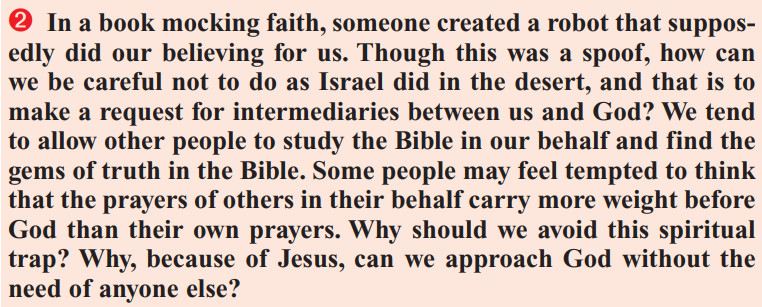 ❷ In a book mocking faith, someone created a robot that suppos-
edly did our believing for us. Though this was a spoof, how can
we be careful not to do as Israel did in the desert, and that is to
make a request for intermediaries between us and God? We tend
to allow other people to study the Bible in our behalf and find the
gems of truth in the Bible. Some people may feel tempted to think
that the prayers of others in their behalf carry more weight before
God than their own prayers. Why should we avoid this spiritual
trap? Why, because of Jesus, can we approach God without the
need of anyone else?